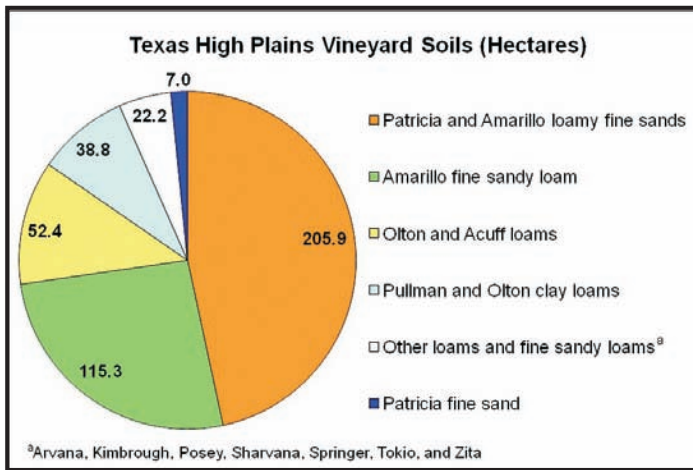 Texas High Plains Vineyard Soils (Hectares)
7.0
22.2
38.8
52.4
115.3
205.9
Patricia and Amarillo loamy fine sands
Amarillo fine sandy loam
Olton and Acuff loams
Pullman and Olton clay loams
Other loams and fine sandy loamsᵃ
Patricia fine sand
ᵃArvana, Kimbrough, Posey, Sharvana, Springer, Tokio, and Zita